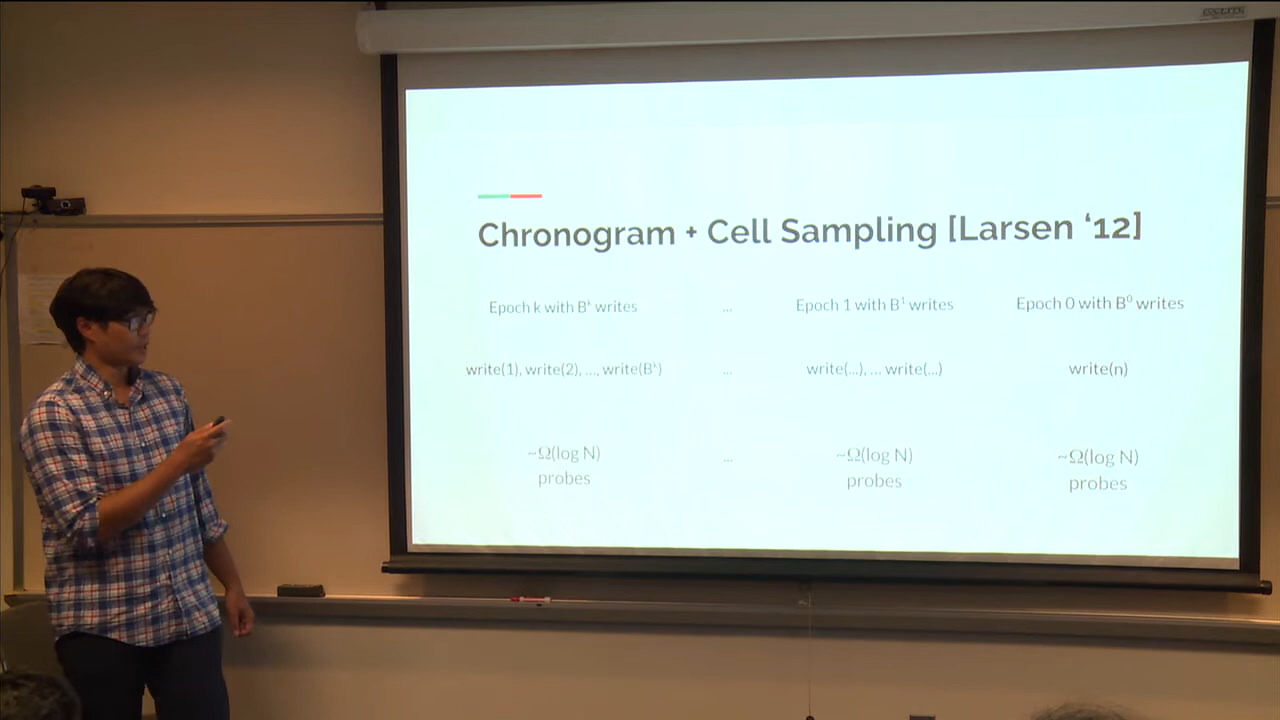 Chronogram + Cell Sampling [Larsen ‘12]
Epoch k with Bᵏ writes ... Epoch 1 with B¹ writes Epoch 0 with B⁰ writes
write(1), write(2), ..., write(Bᵏ) ... write(...), ... write(...) write(n)
~Ω(log N) ... ~Ω(log N) ~Ω(log N)
probes probes probes